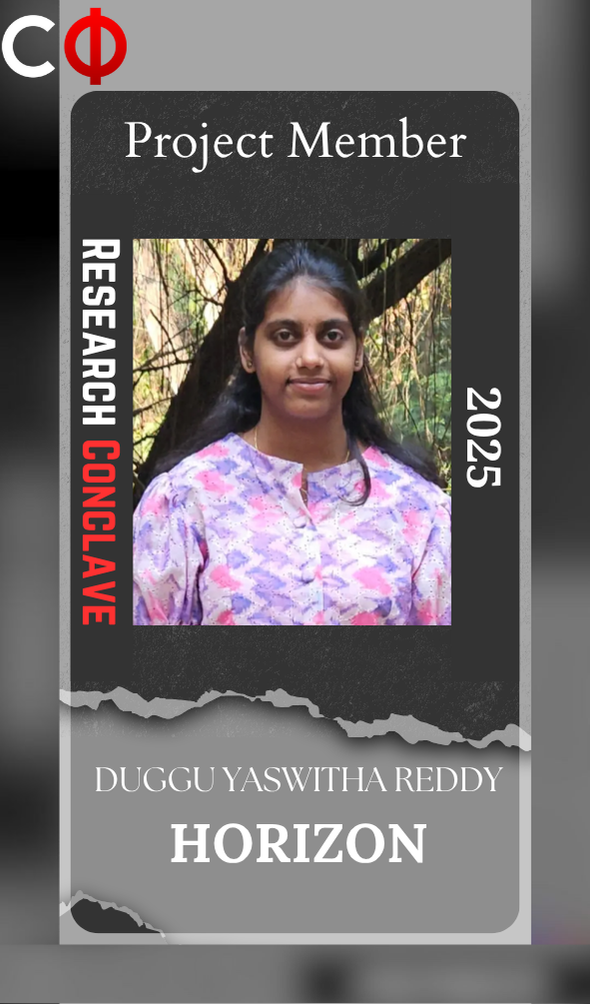 CΦ
Project Member
RESEARCH CONCLAVE
2025
DUGGU YASWITHA REDDY
HORIZON